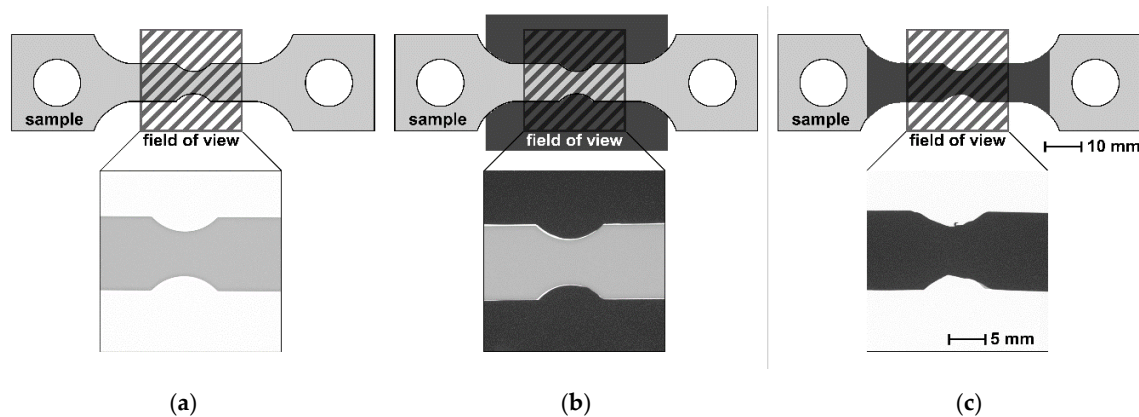 sample
field of view
sample
field of view
sample
field of view
10 mm
5 mm
(a)
(b)
(c)